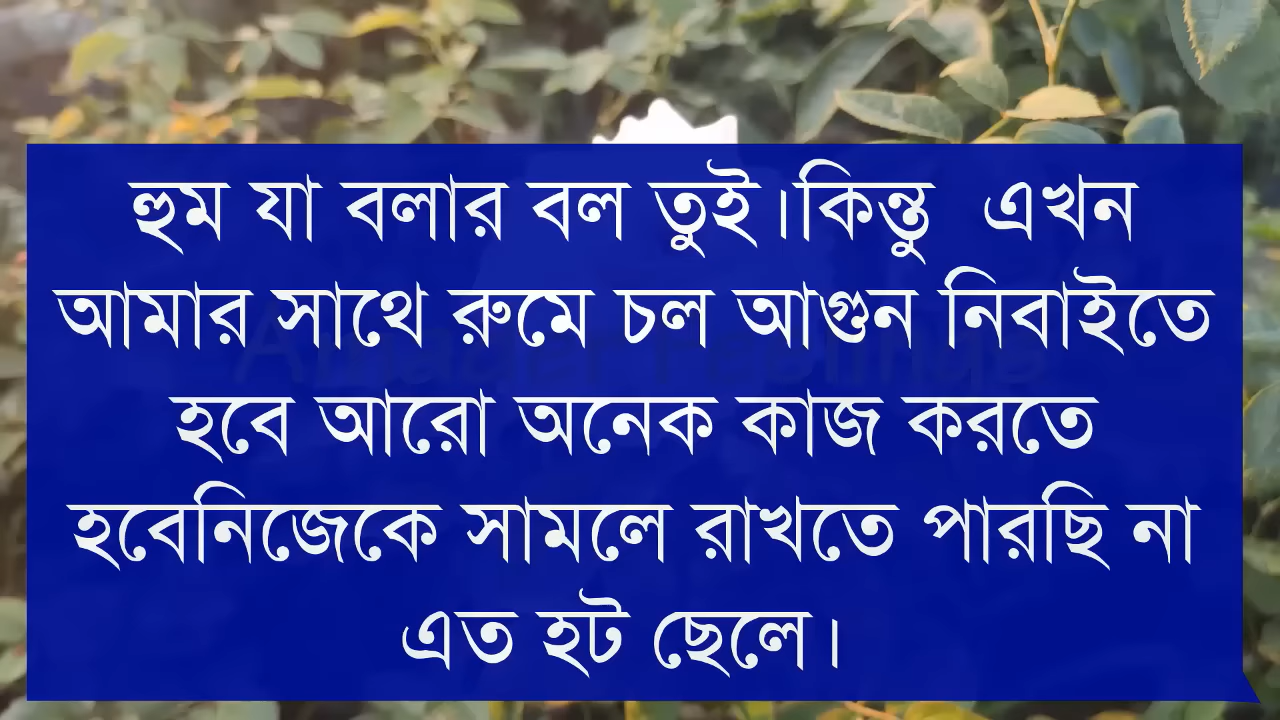 হুম যা বলার বল তুই।কিন্তু এখন
আমার সাথে রুমে চল আগুন নিবাইতে
হবে আরো অনেক কাজ করতে
হবেনিজেকে সামলে রাখতে পারছি না
এত হট ছেলে।